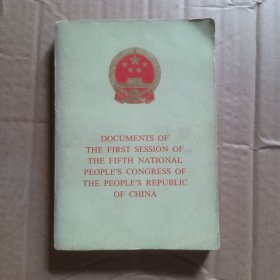 DOCUMENTS OF
THE FIRST SESSION OF
THE FIFTH NATIONAL
PEOPLE'S CONGRESS OF
THE PEOPLE'S REPUBLIC
OF CHINA